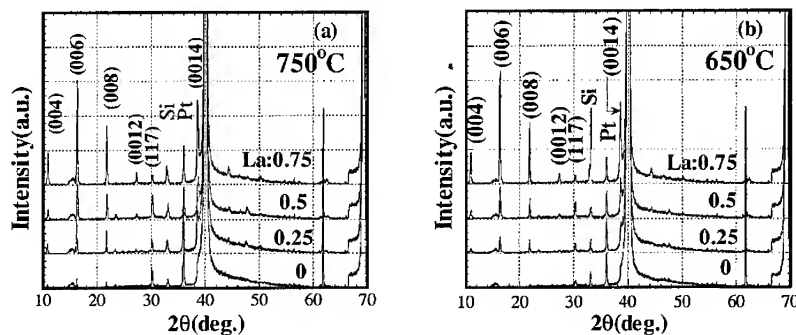 (a)
750°C
(004)
(006)
(008)
(0012)
(117)
Si
Pt
(0014)
La:0.75
0.5
0.25
0
Intensity(a.u.)
10 20 30 40 50 60 70
2θ(deg.)
(b)
650°C
(004)
(006)
(008)
(0012)
(117)
Si
Pt
(0014)
La:0.75
0.5
0.25
0
Intensity(a.u.)
10 20 30 40 50 60 70
2θ(deg.)